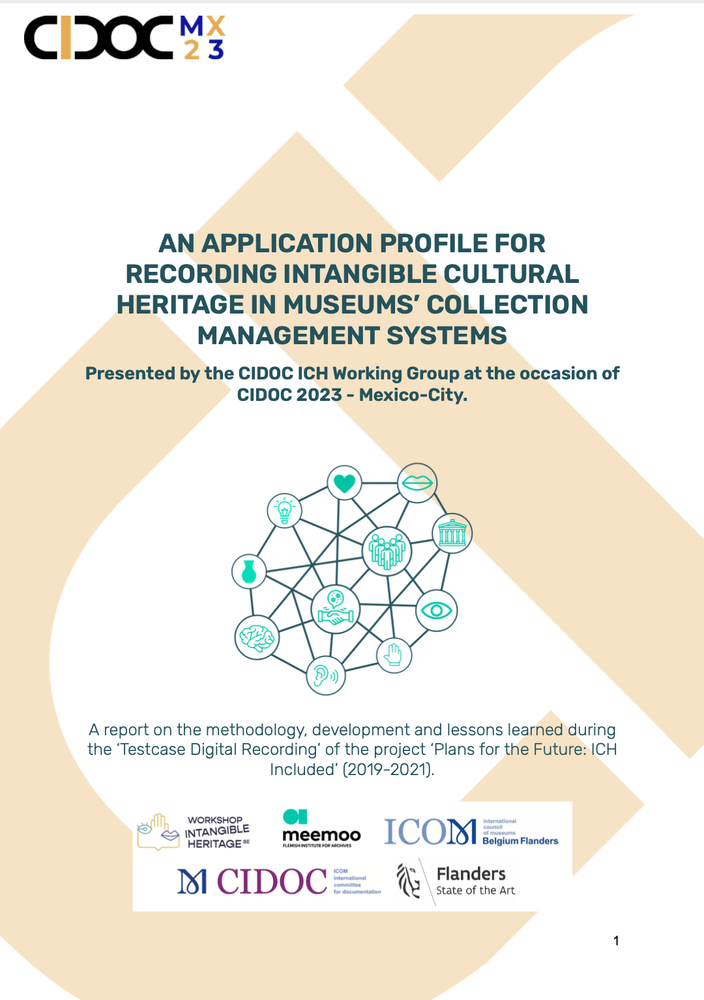 CIDOC MX
23
AN APPLICATION PROFILE FOR
RECORDING INTANGIBLE CULTURAL
HERITAGE IN MUSEUMS’ COLLECTION
MANAGEMENT SYSTEMS
Presented by the CIDOC ICH Working Group at the occasion of
CIDOC 2023 - Mexico-City.
A report on the methodology, development and lessons learned during
the ‘Testcase Digital Recording’ of the project ‘Plans for the Future: ICH
Included’ (2019-2021).
WORKSHOP
INTANGIBLE
HERITAGE BE
meemoo
FLEMISH INSTITUTE FOR ARCHIVES
ICOM
international
council
of museums
Belgium Flanders
CIDOC
ICOM
international
committee
for documentation
Flanders
State of the Art
1